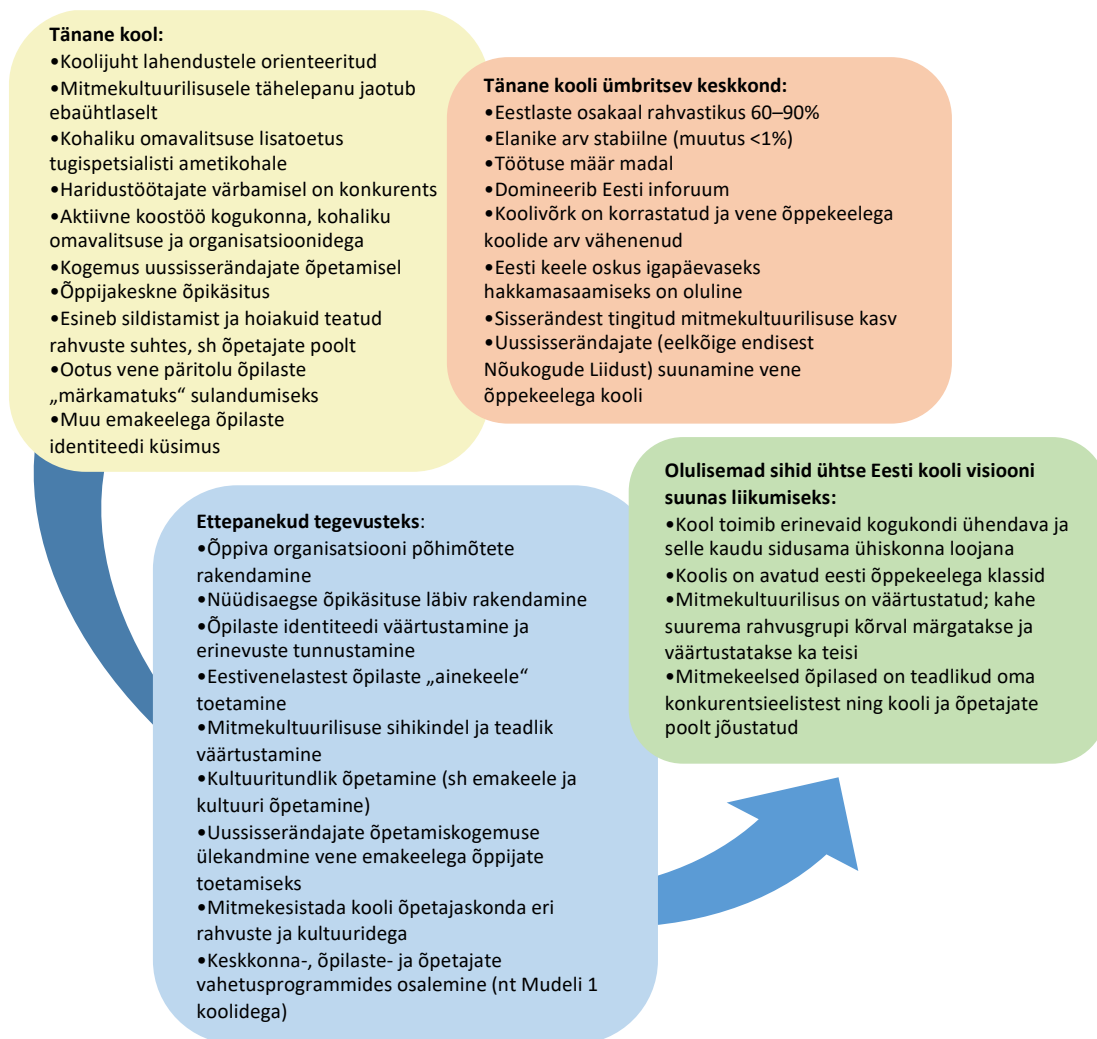 Tänane kool:
•Koolijuht lahendustele orienteeritud
•Mitmekultuurilisusele tähelepanu jaotub
ebaühtlaselt
•Kohaliku omavalitsuse lisatoetus
tugispetsialisti ametikohale
•Haridustöötajate värbamisel on konkurents
•Aktiivne koostöö kogukonna, kohaliku
omavalitsuse ja organisatsioonidega
•Kogemus uussisserändajate õpetamisel
•Õppijakeskne õpikäsitus
•Esineb sildistamist ja hoiakuid teatud
rahvuste suhtes, sh õpetajate poolt
•Ootus vene päritolu õpilaste
„märkamatuks“ sulandumiseks
•Muu emakeelega õpilaste
identiteedi küsimus
Tänane kooli ümbritsev keskkond:
•Eestlaste osakaal rahvastikus 60–90%
•Elanike arv stabiilne (muutus <1%)
•Töötuse määr madal
•Domineerib Eesti inforuum
•Koolivõrk on korrastatud ja vene õppekeelega
koolide arv vähenenud
•Eesti keele oskus igapäevaseks
hakkamasaamiseks on oluline
•Sisserändest tingitud mitmekultuurilisuse kasv
•Uussisserändajate (eelkõige endisest
Nõukogude Liidust) suunamine vene
õppekeelega kooli
Ettepanekud tegevusteks:
•Õppiva organisatsiooni põhimõtete
rakendamine
•Nüüdisaegse õpikäsituse läbiv rakendamine
•Õpilaste identiteedi väärtustamine ja
erinevuste tunnustamine
•Eestivenelastest õpilaste „ainekeele“
toetamine
•Mitmekultuurilisuse sihikindel ja teadlik
väärtustamine
•Kultuuritundlik õpetamine (sh emakeele ja
kultuuri õpetamine)
•Uussisserändajate õpetamiskogemuse
ülekandmine vene emakeelega õppijate
toetamiseks
•Mitmekesistada kooli õpetajaskonda eri
rahvuste ja kultuuridega
•Keskkonna-, õpilaste- ja õpetajate
vahetusprogrammides osalemine (nt Mudeli 1
koolidega)
Olulisemad sihid ühtse Eesti kooli visiooni
suunas liikumiseks:
•Kool toimib erinevaid kogukondi ühendava ja
selle kaudu sidusama ühiskonna loojana
•Koolis on avatud eesti õppekeelega klassid
•Mitmekultuurilisus on väärtustatud; kahe
suurema rahvusgrupi kõrval märgatakse ja
väärtustatakse ka teisi
•Mitmekeelsed õpilased on teadlikud oma
konkurentsieelistest ning kooli ja õpetajate
poolt jõustatud